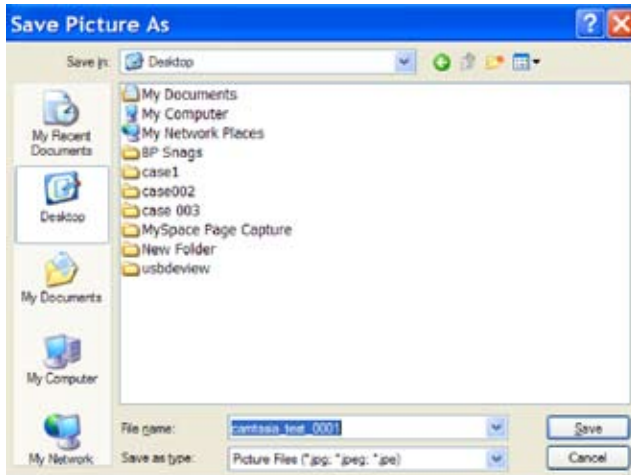 Save Picture As
Save in: Desktop
My Recent Documents
Desktop
My Documents
My Computer
My Network
My Documents
My Computer
My Network Places
BP Snags
case1
case002
case 003
MySpace Page Capture
New Folder
usbdeview
File name: camtasia_test_0001 Save
Save as type: Picture Files (*.jpg; *.jpeg; *.jpe) Cancel